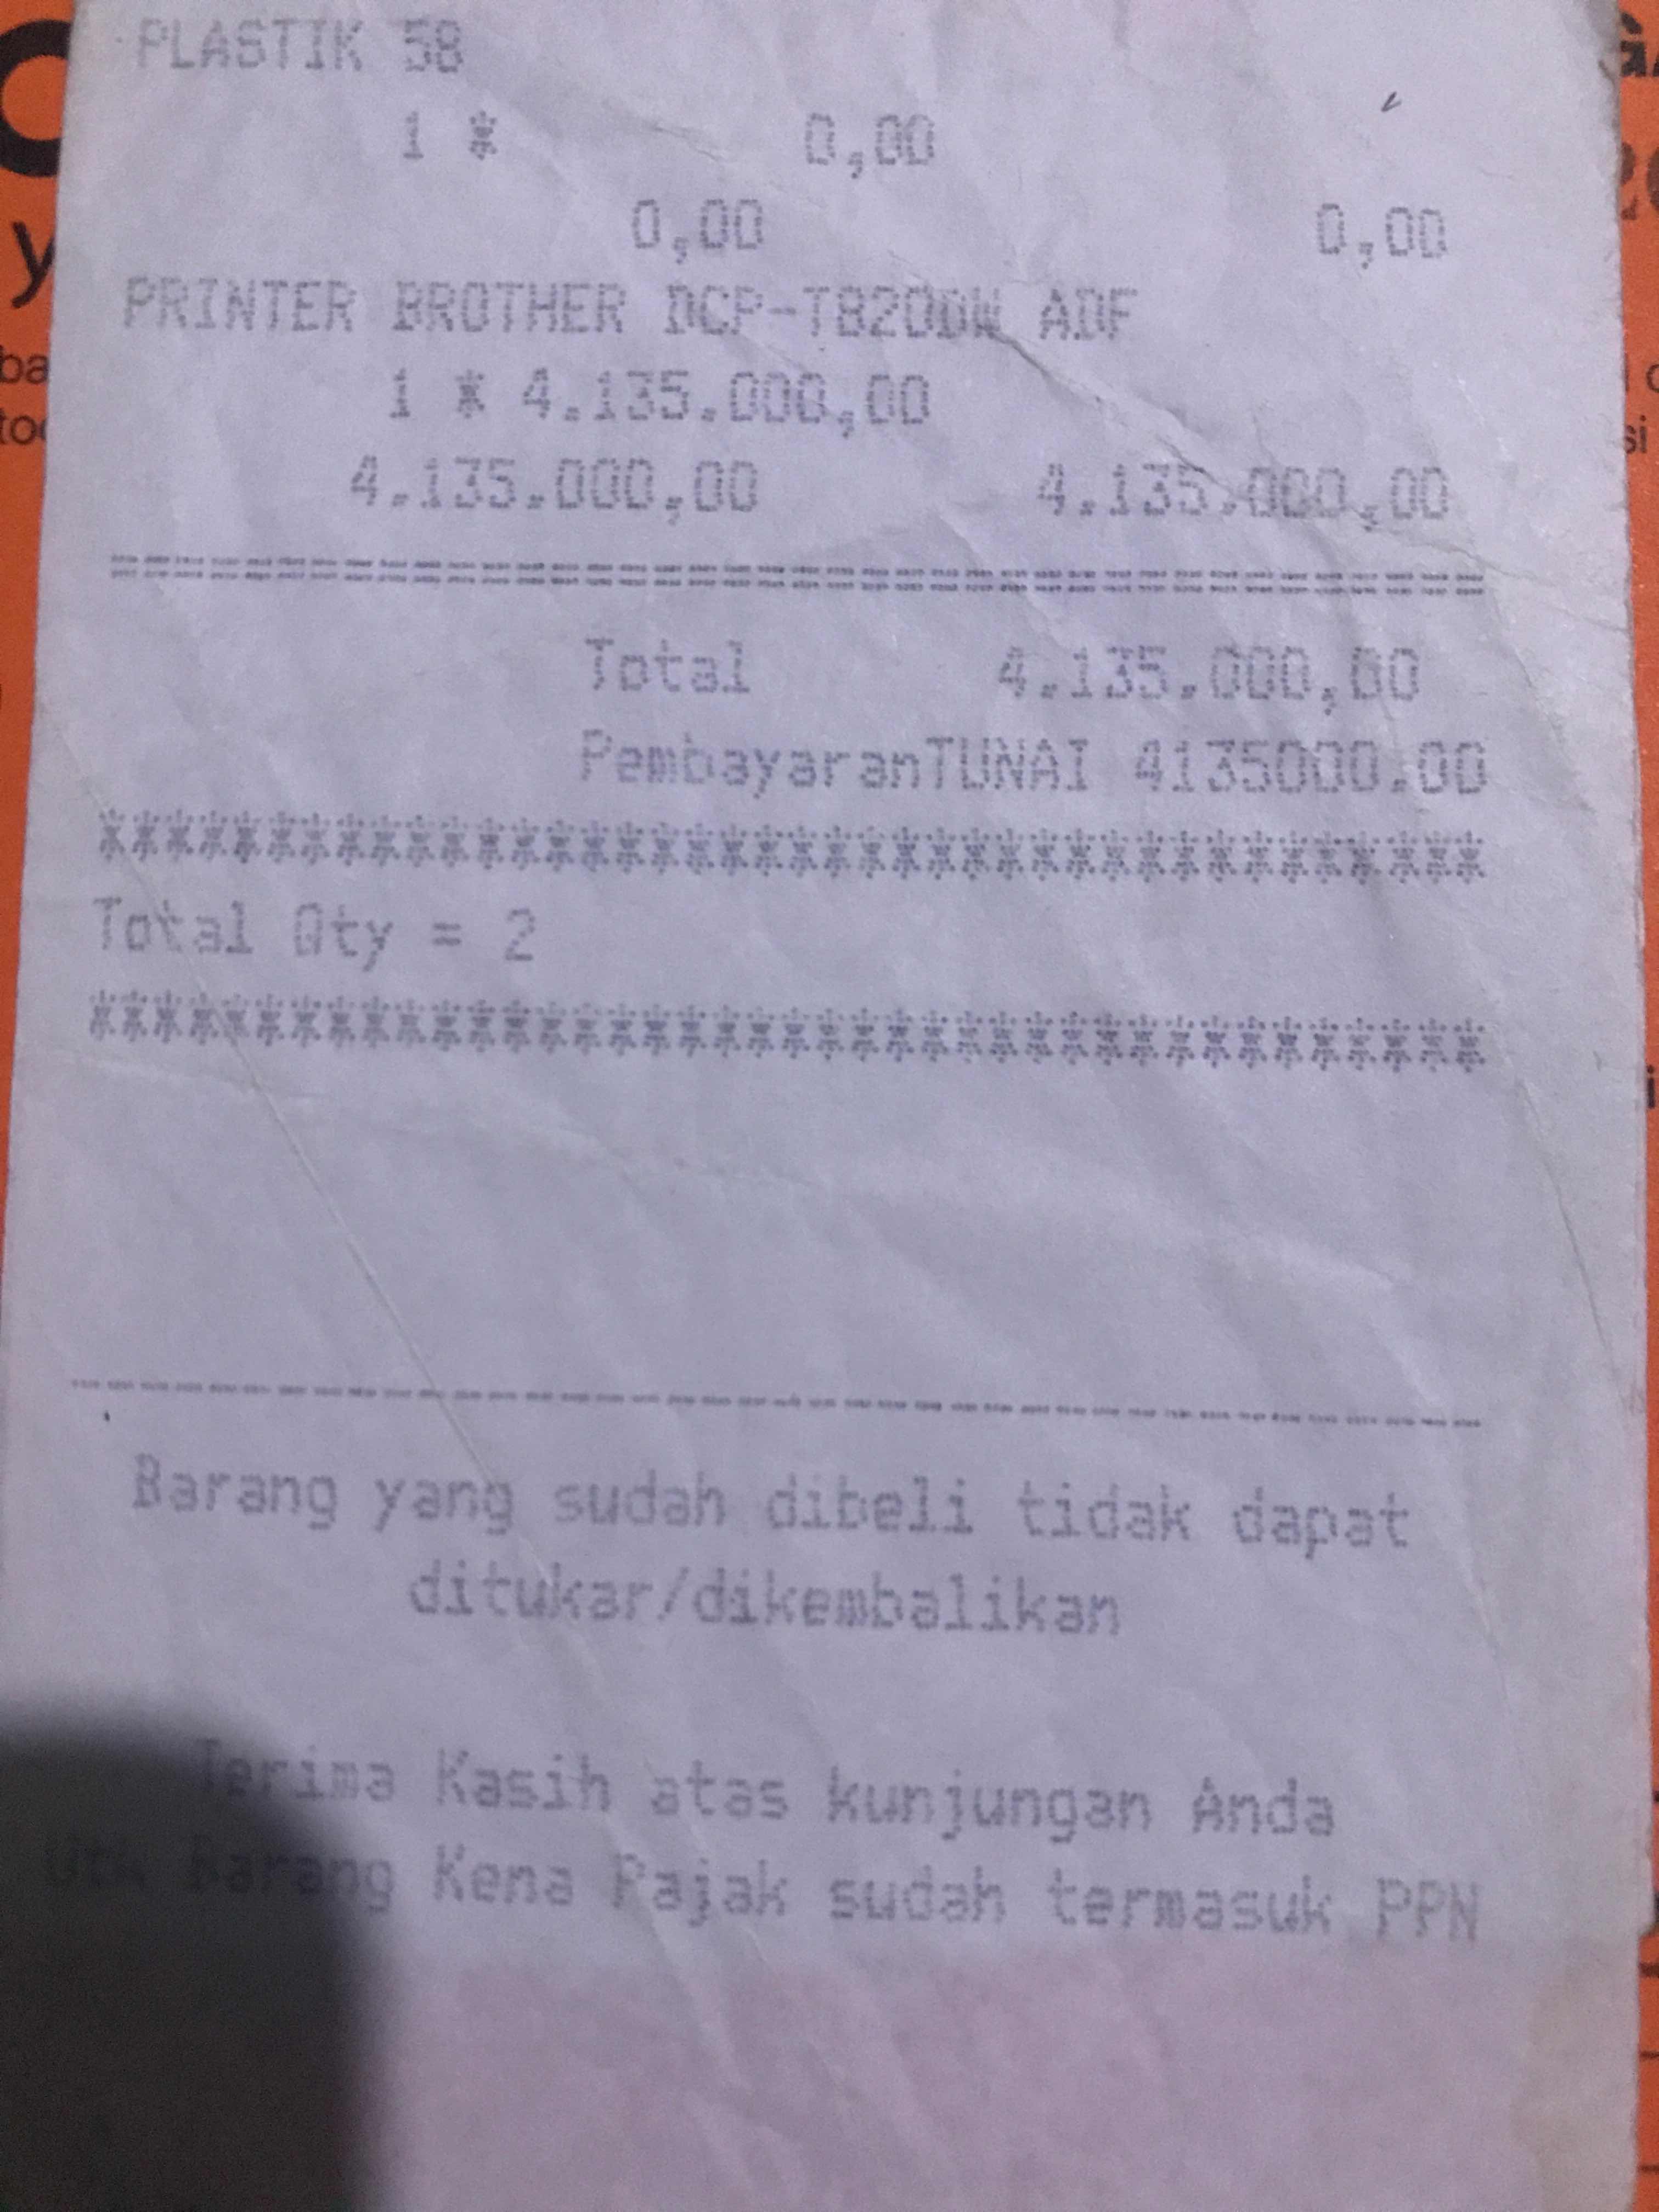 PLASTIK 58
1 * 0,00
0,00 0,00
PRINTER BROTHER DCP-T820DW ADF
1 * 4.135.000,00
4.135.000,00 4.135.000,00
========================================
Total 4.135.000,00
PembayaranTUNAI 4135000.00
****************************************
Total Qty = 2
****************************************
----------------------------------------
Barang yang sudah dibeli tidak dapat
ditukar/dikembalikan
Terima Kasih atas kunjungan Anda
Utk Barang Kena Pajak sudah termasuk PPN